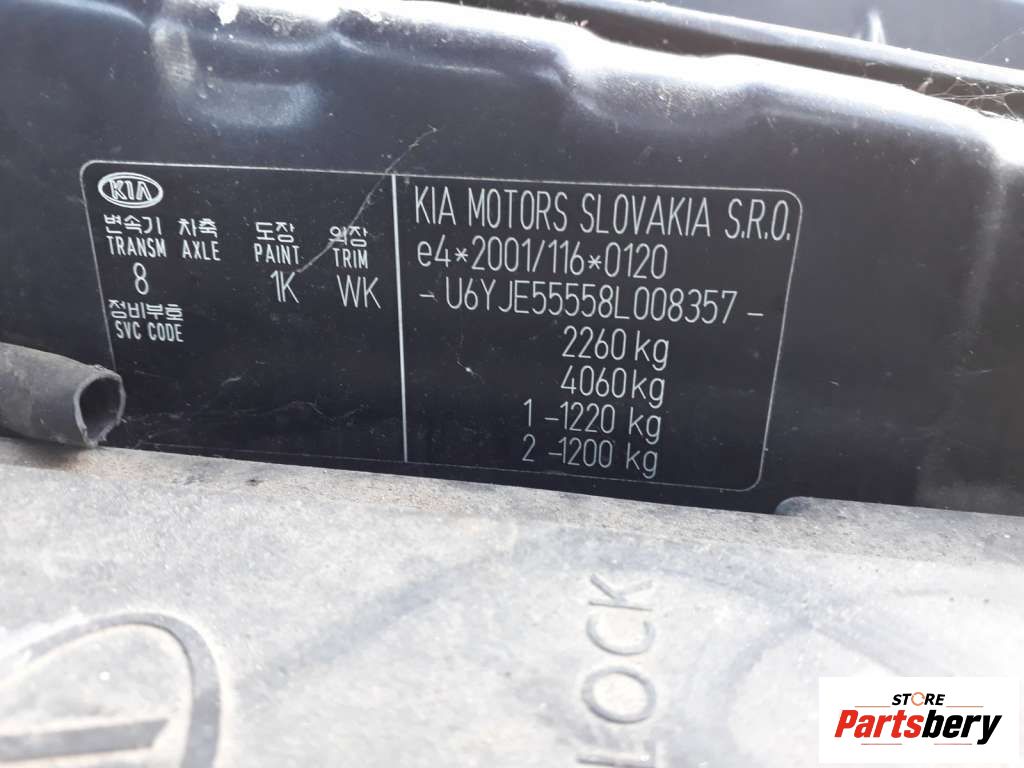 KIA
변속기 차축 도장 외장
TRANSM AXLE PAINT TRIM
8 1K WK
정비부호
SVC CODE
KIA MOTORS SLOVAKIA S.R.O.
e4*2001/116*0120
- U6YJE55558L008357 -
2260 kg
4060 kg
1 -1220 kg
2 -1200 kg
LOCK
STORE
Partsbery